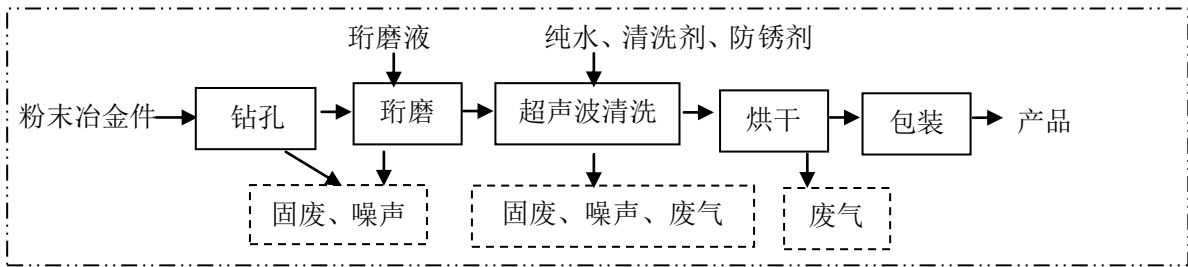 珩磨液
纯水、清洗剂、防锈剂
粉末冶金件
钻孔
珩磨
超声波清洗
烘干
包装
产品
固废、噪声
固废、噪声、废气
废气